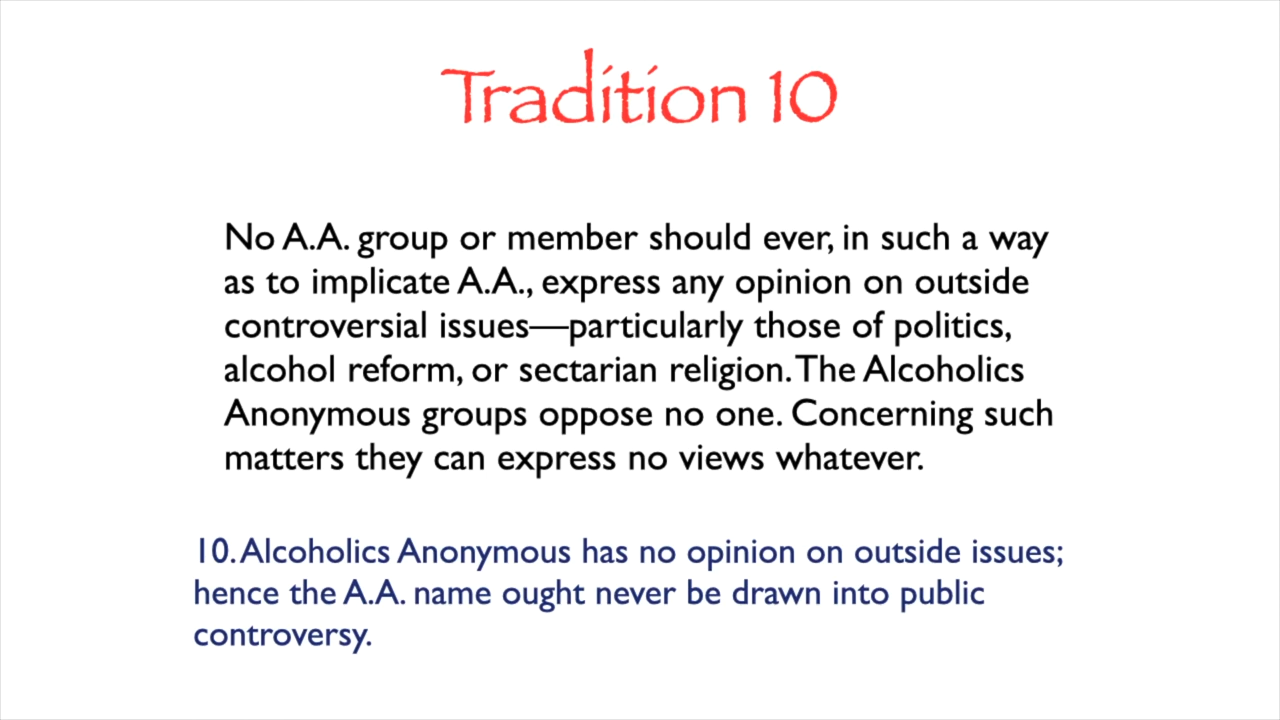 Tradition 10
No A.A. group or member should ever, in such a way
as to implicate A.A., express any opinion on outside
controversial issues—particularly those of politics,
alcohol reform, or sectarian religion. The Alcoholics
Anonymous groups oppose no one. Concerning such
matters they can express no views whatever.
10. Alcoholics Anonymous has no opinion on outside issues;
hence the A.A. name ought never be drawn into public
controversy.